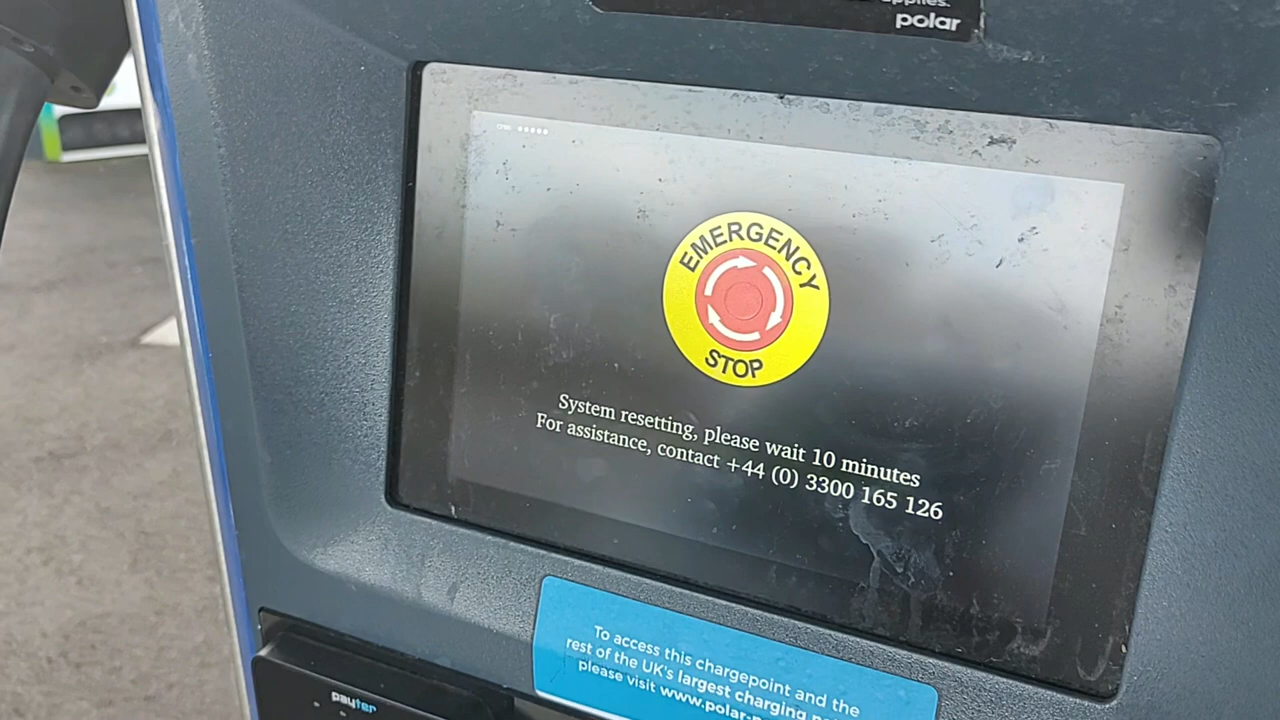 applies.
polar
EMERGENCY
STOP
System resetting, please wait 10 minutes
For assistance, contact +44 (0) 3300 165 126
To access this chargepoint and the
rest of the UK's largest charging
please visit www.polar-
payter